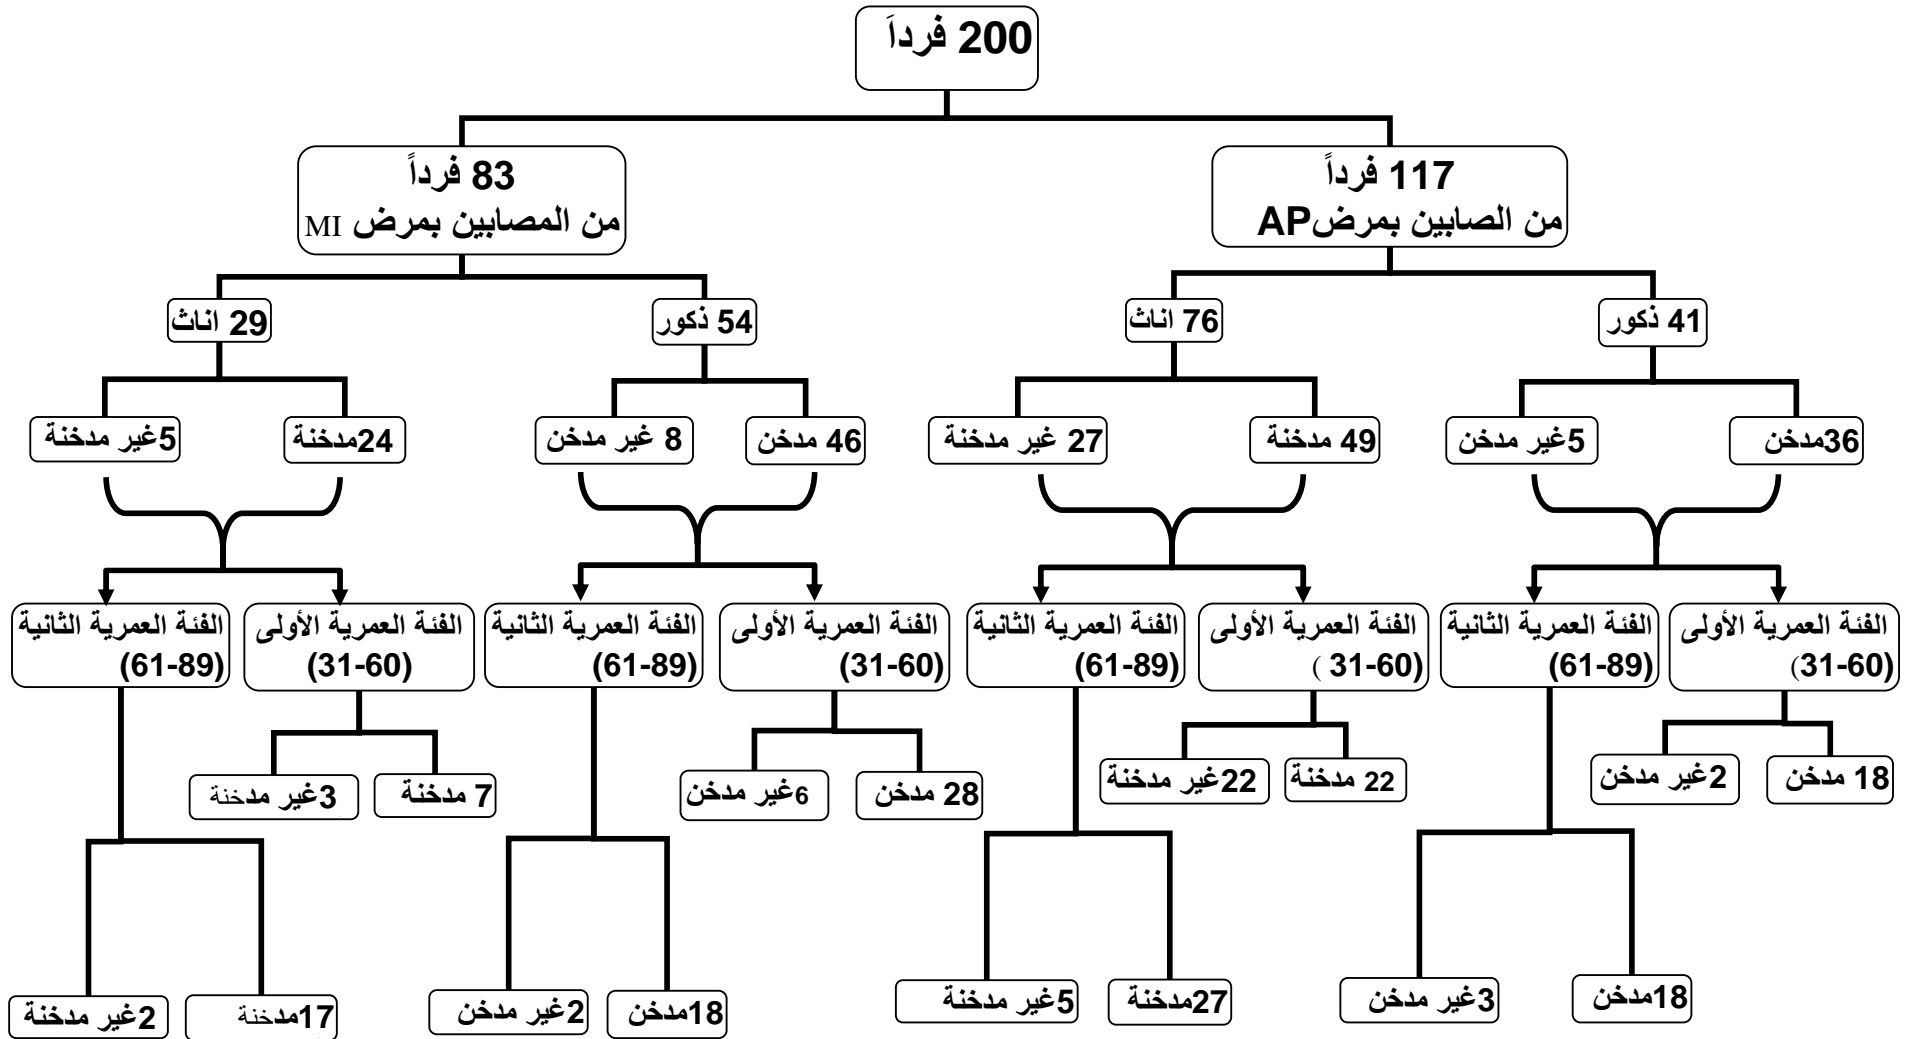 200 فرداً
117 فرداً
من الصابين بمرضAP
83 فرداً
من المصابين بمرض MI
41 ذكور
76 اناث
54 ذكور
29 اناث
36مدخن
5غير مدخن
49 مدخنة
27 غير مدخنة
46 مدخن
8 غير مدخن
24مدخنة
5غير مدخنة
الفئة العمرية الأولى
(31-60)
الفئة العمرية الثانية
(61-89)
الفئة العمرية الأولى
(31-60 )
الفئة العمرية الثانية
(61-89)
الفئة العمرية الأولى
(31-60)
الفئة العمرية الثانية
(61-89)
الفئة العمرية الأولى
(31-60)
الفئة العمرية الثانية
(61-89)
18 مدخن
2غير مدخن
22 مدخنة
22غير مدخنة
28 مدخن
6غير مدخن
7 مدخنة
3غير مدخنة
18مدخن
3غير مدخن
27مدخنة
5غير مدخنة
18مدخن
2غير مدخن
17مدخنة
2غير مدخنة